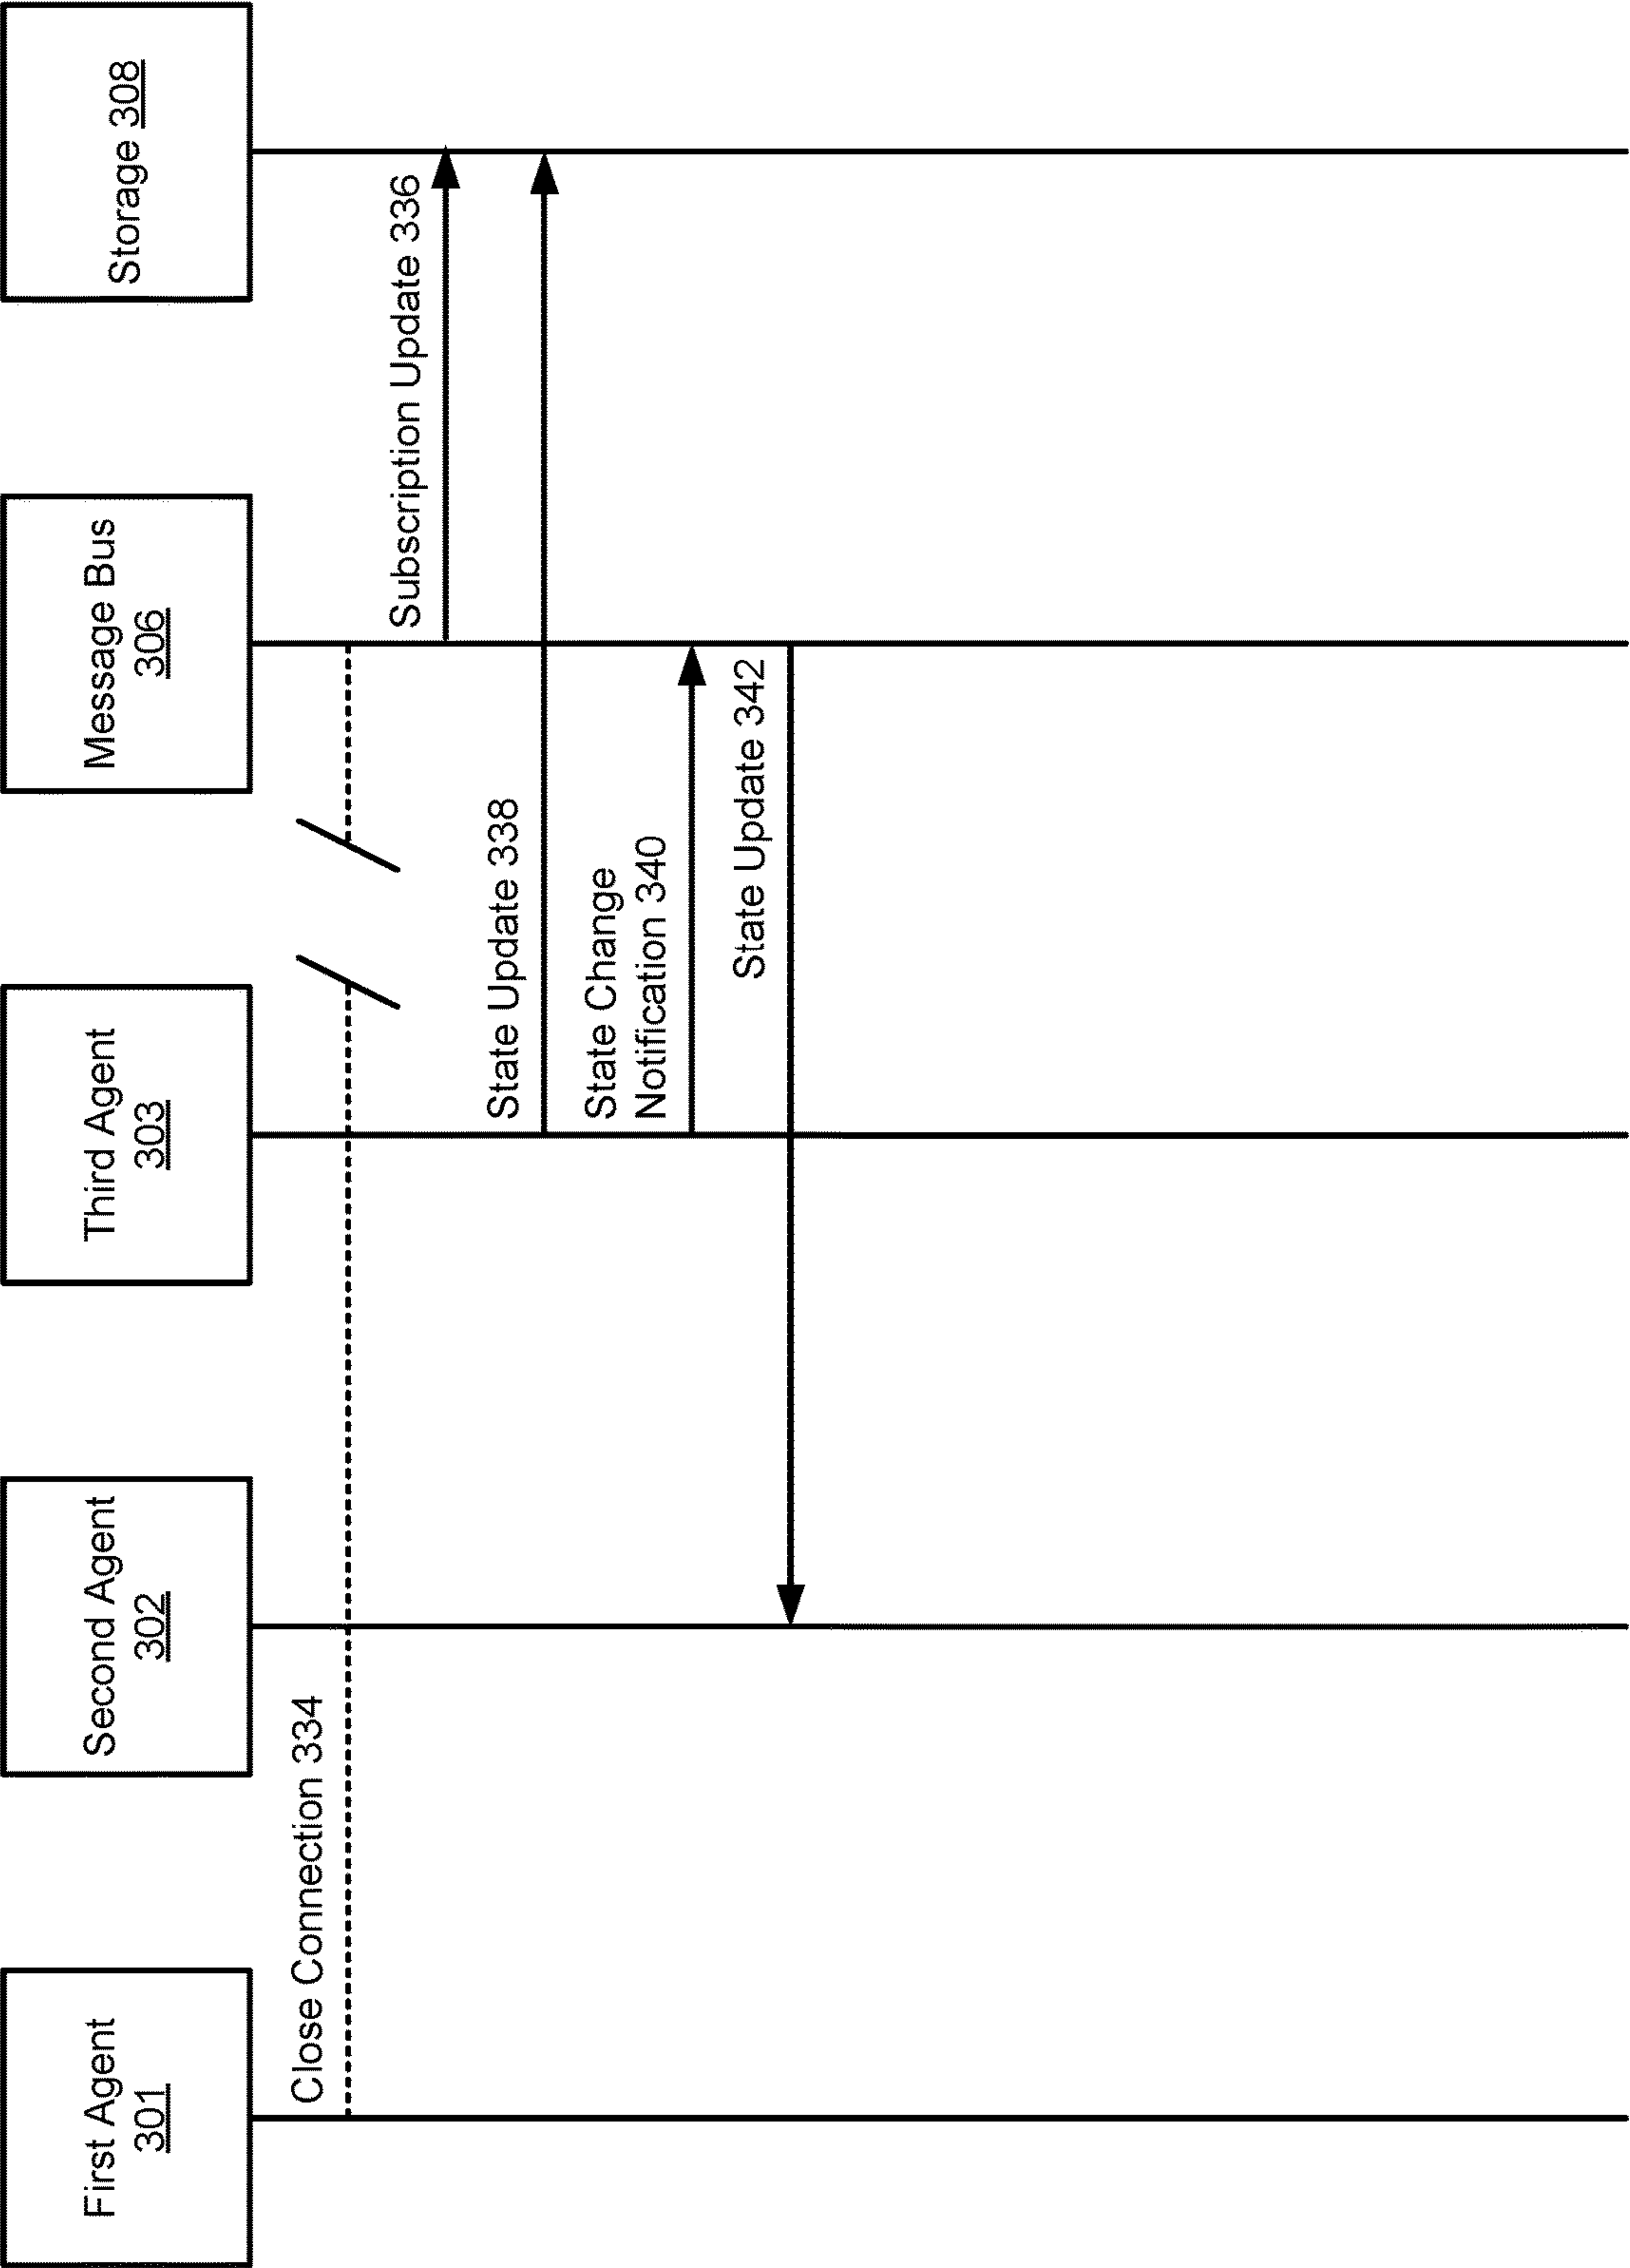 First Agent
301
Second Agent
302
Third Agent
303
Message Bus
306
Storage 308
Close Connection 334
Subscription Update 336
State Update 338
State Change
Notification 340
State Update 342